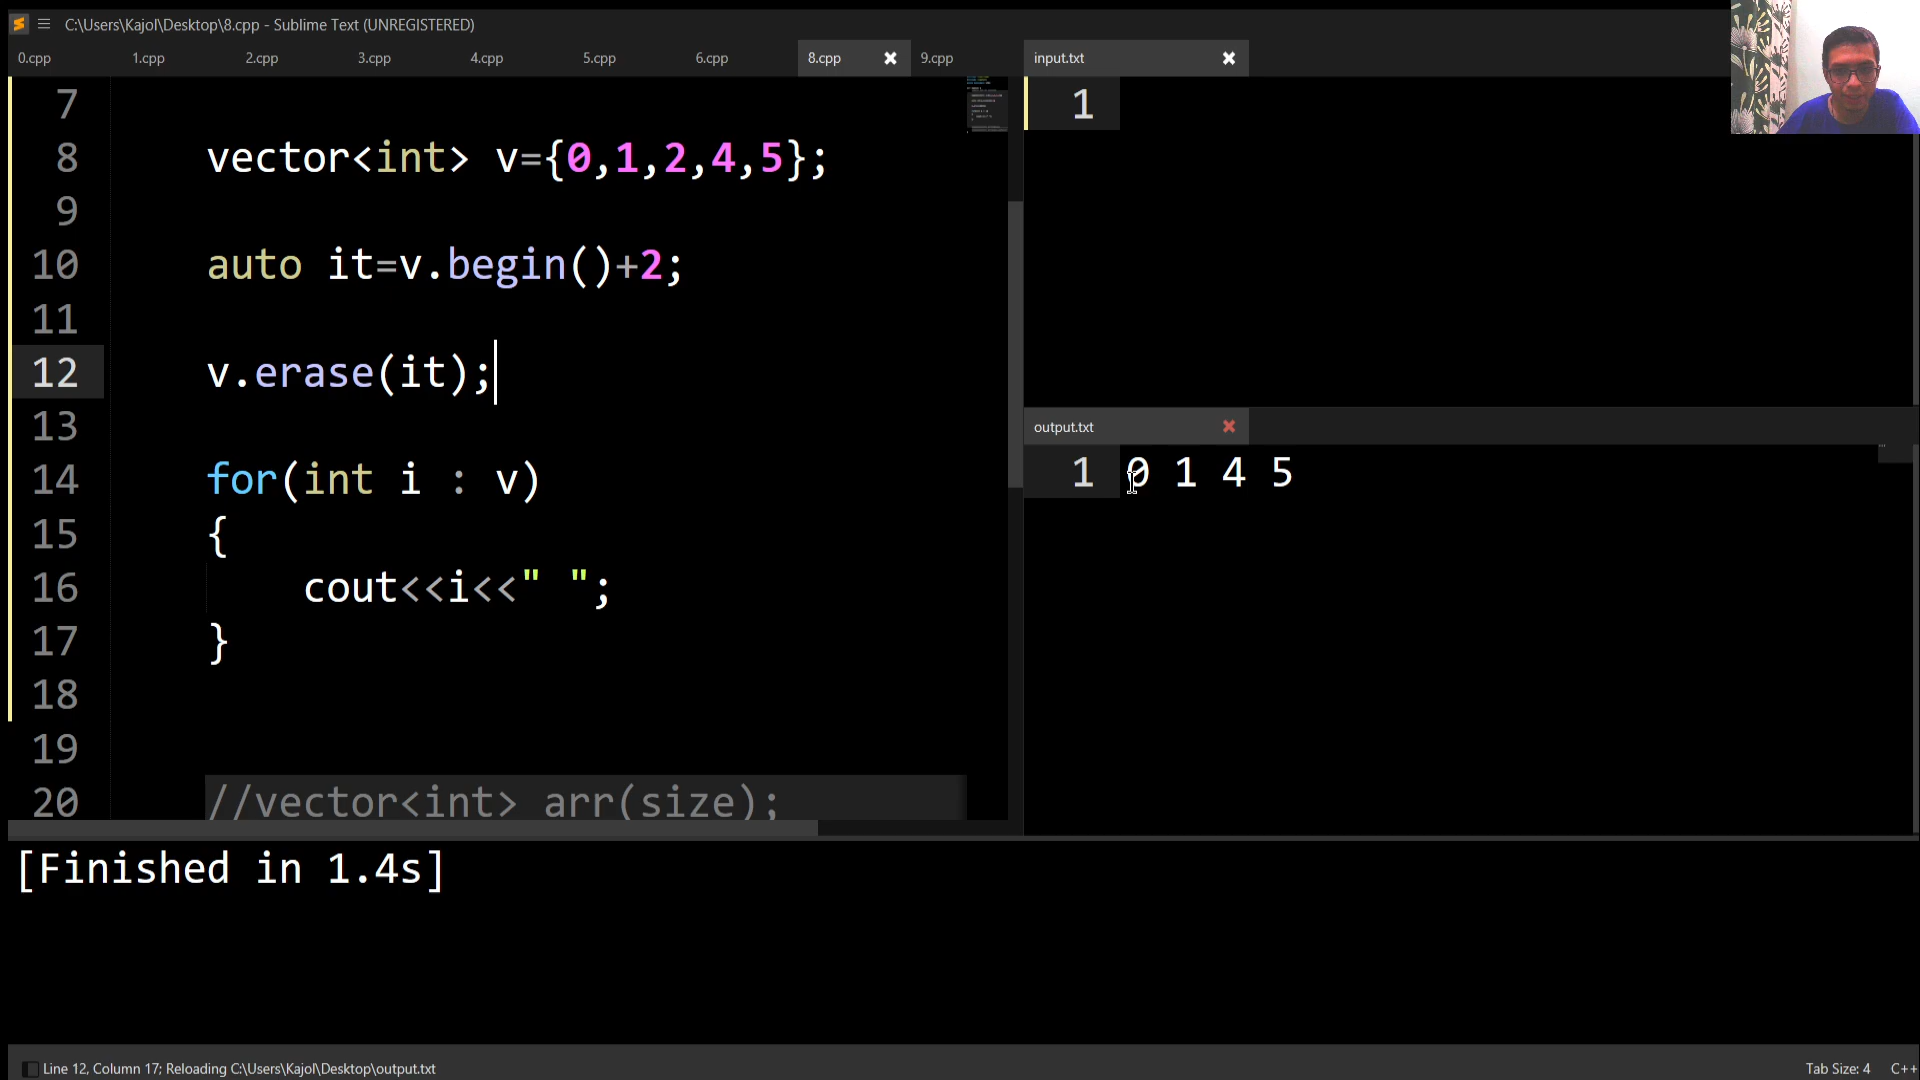 C:\Users\Kajol\Desktop\8.cpp - Sublime Text (UNREGISTERED)
0.cpp 1.cpp 2.cpp 3.cpp 4.cpp 5.cpp 6.cpp 8.cpp 9.cpp
7
8 vector<int> v={0,1,2,4,5};
9
10 auto it=v.begin()+2;
11
12 v.erase(it);
13
14 for(int i : v)
15 {
16 cout<<i<<" ";
17 }
18
19
20 //vector<int> arr(size);
input.txt
1
output.txt
1 0 1 4 5
[Finished in 1.4s]
Line 12, Column 17; Reloading C:\Users\Kajol\Desktop\output.txt
Tab Size: 4 C++